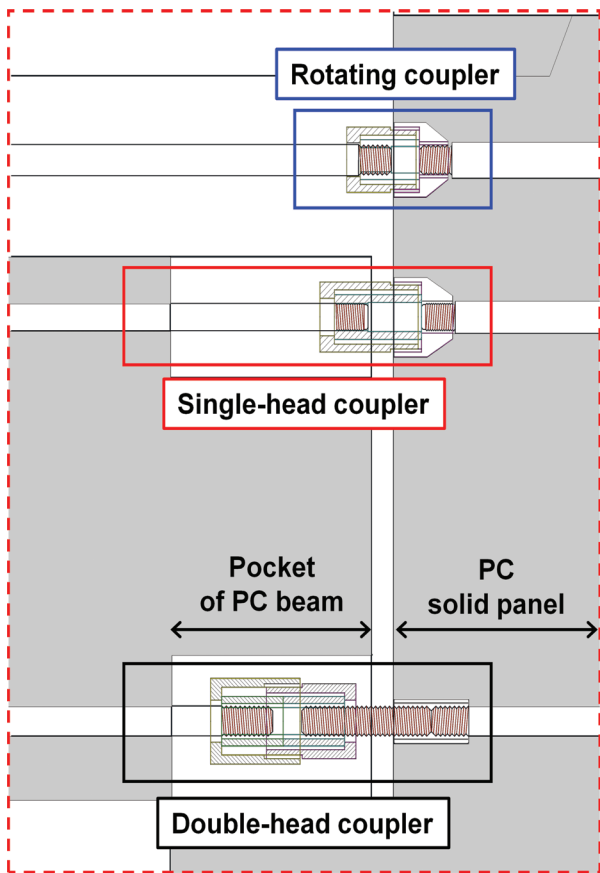 Rotating coupler
Single-head coupler
Pocket
of PC beam
PC
solid panel
Double-head coupler